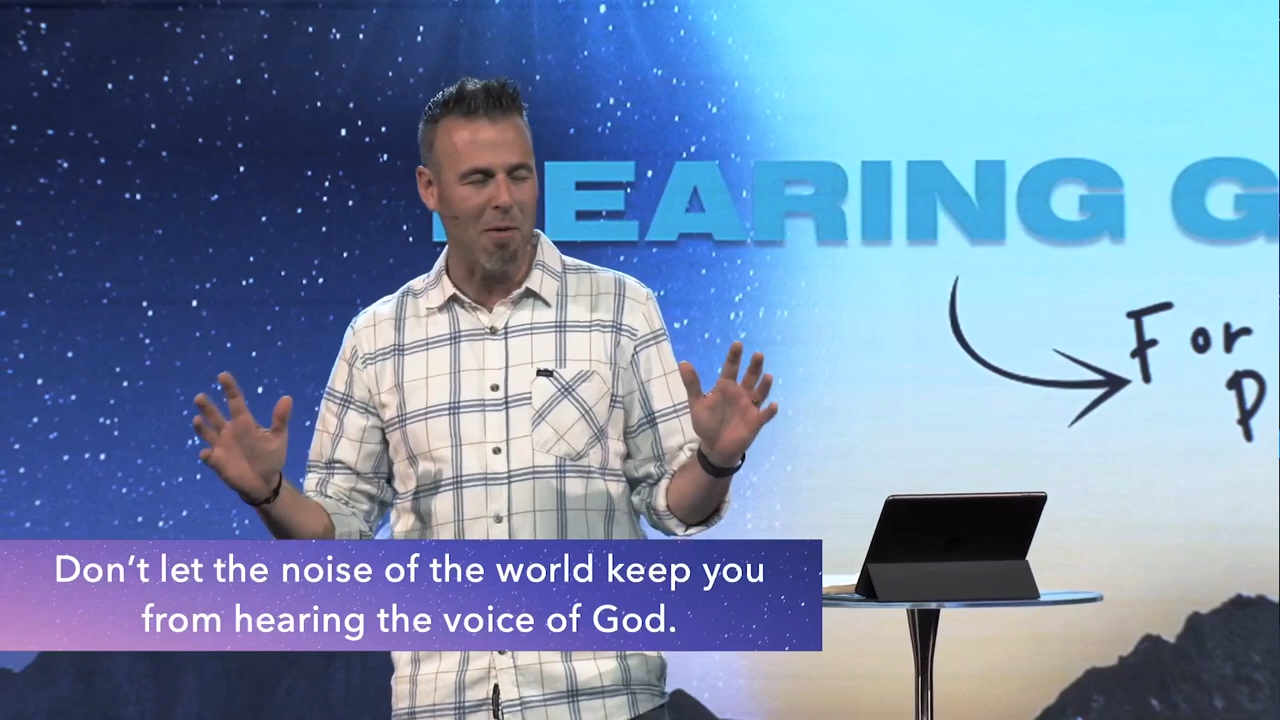 EARING G
For
P
Don't let the noise of the world keep you
from hearing the voice of God.